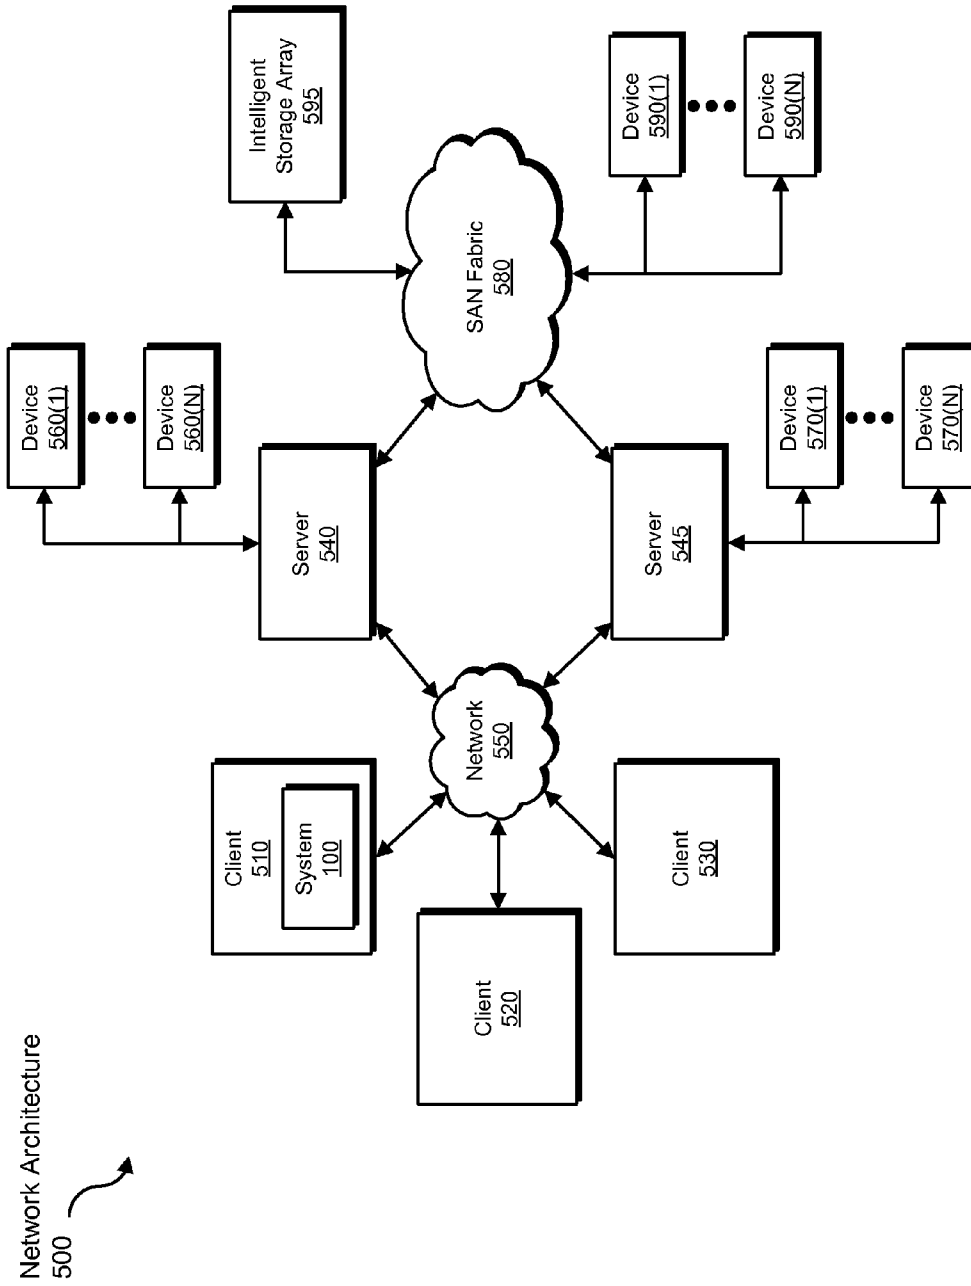 Network Architecture
500
Client
510
System
100
Client
520
Client
530
Network
550
Server
540
Server
545
Device
560(1)
Device
560(N)
Device
570(1)
Device
570(N)
SAN Fabric
580
Intelligent
Storage Array
595
Device
590(1)
Device
590(N)